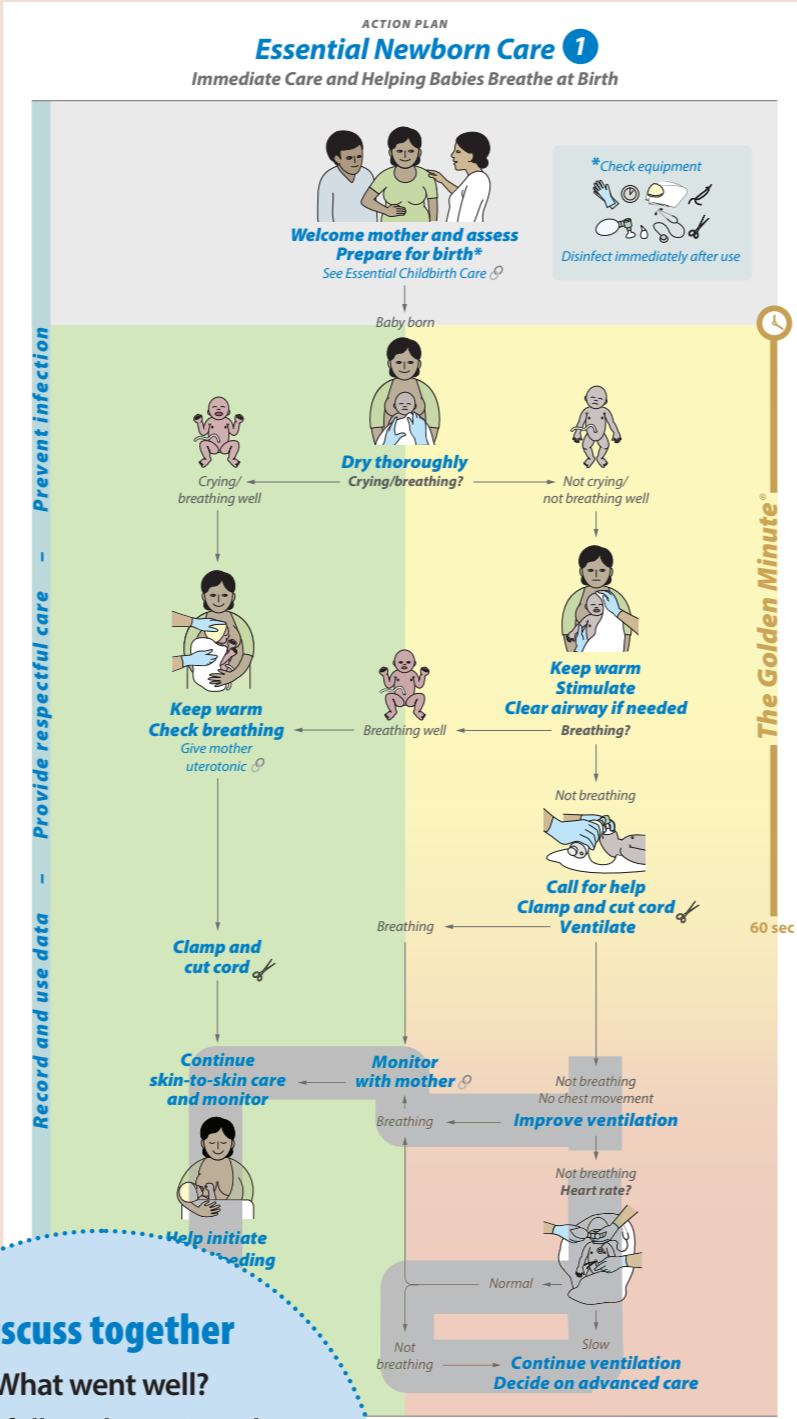 ACTION PLAN
Essential Newborn Care 1
Immediate Care and Helping Babies Breathe at Birth
Welcome mother and assess
Prepare for birth*
See Essential Childbirth Care
*Check equipment
Disinfect immediately after use
Baby born
Dry thoroughly
Crying/breathing?
Crying/
breathing well
Not crying/
not breathing well
Keep warm
Check breathing
Give mother
uterotonic
Breathing well
Keep warm
Stimulate
Clear airway if needed
Breathing?
Not breathing
Call for help
Clamp and cut cord
Ventilate
Breathing
Clamp and
cut cord
Continue
skin-to-skin care
and monitor
Monitor
with mother
Not breathing
No chest movement
Improve ventilation
Breathing
Not breathing
Heart rate?
Help initiate
Normal
Not
breathing
Slow
Continue ventilation
Decide on advanced care
Record and use data – Provide respectful care – Prevent infection
The Golden Minute®
60 sec
together
What went well?